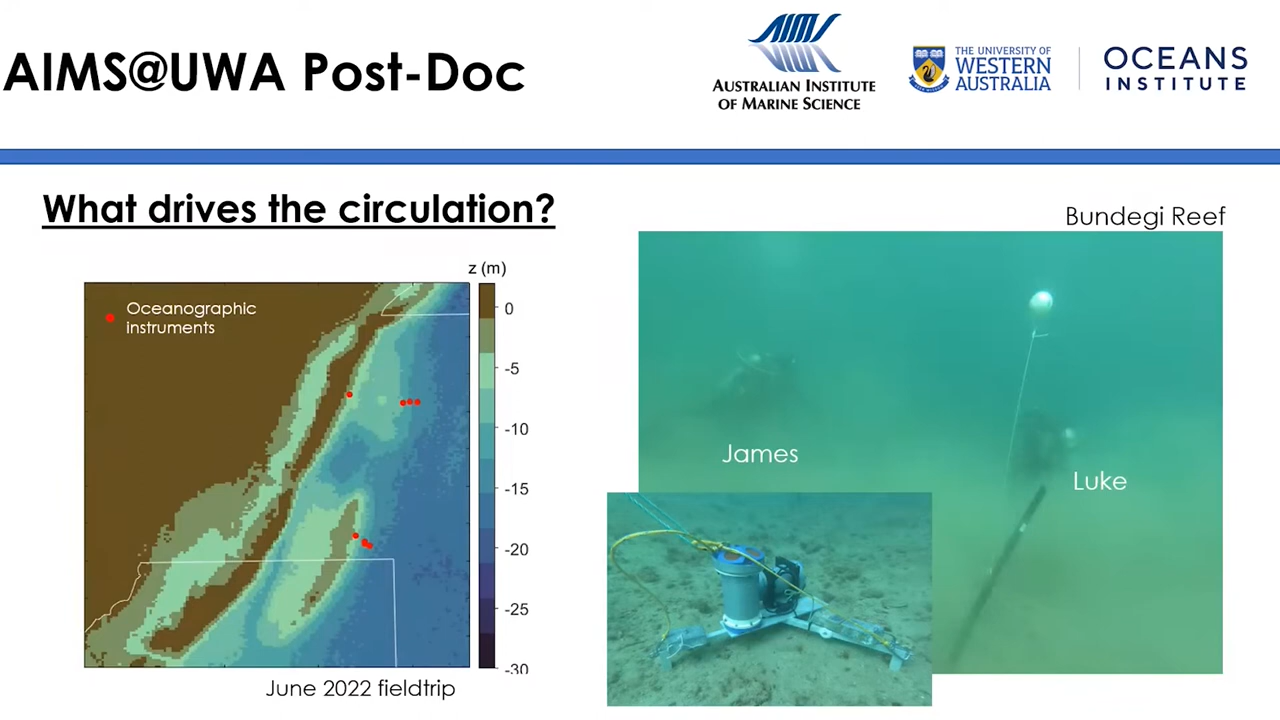 AIMS@UWA Post-Doc
AIMS
AUSTRALIAN INSTITUTE
OF MARINE SCIENCE
THE UNIVERSITY OF
WESTERN
AUSTRALIA
OCEANS
INSTITUTE
What drives the circulation?
Bundegi Reef
z (m)
Oceanographic
instruments
0
-5
-10
-15
-20
-25
-30
James
Luke
June 2022 fieldtrip